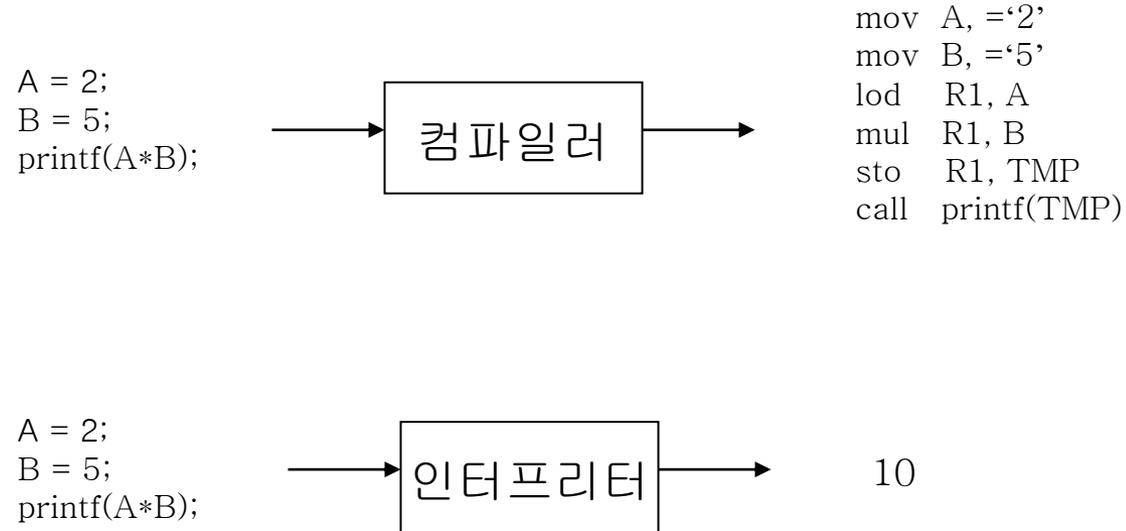 A = 2;
B = 5;
printf(A*B);
컴파일러
mov A, =‘2’
mov B, =‘5’
lod R1, A
mul R1, B
sto R1, TMP
call printf(TMP)
A = 2;
B = 5;
printf(A*B);
인터프리터
10